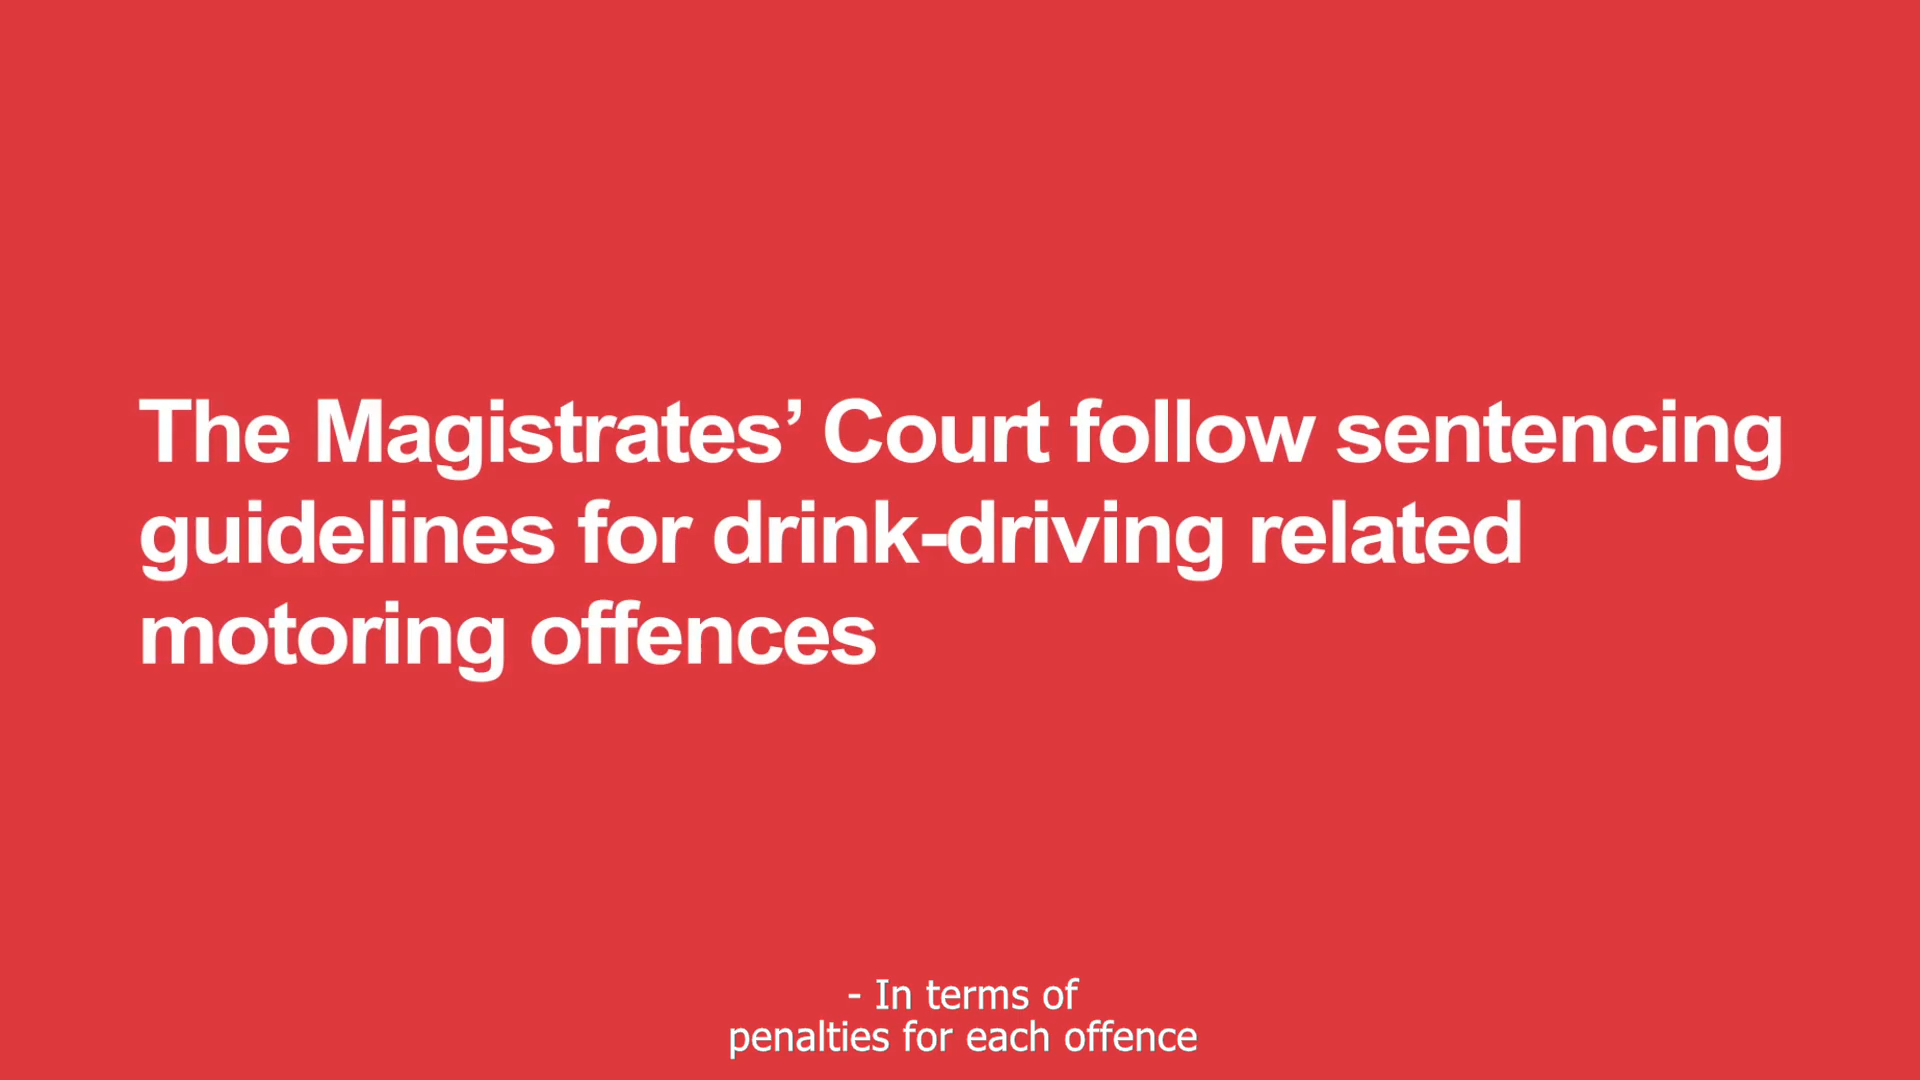 The Magistrates’ Court follow sentencing
guidelines for drink-driving related
motoring offences
- In terms of
penalties for each offence